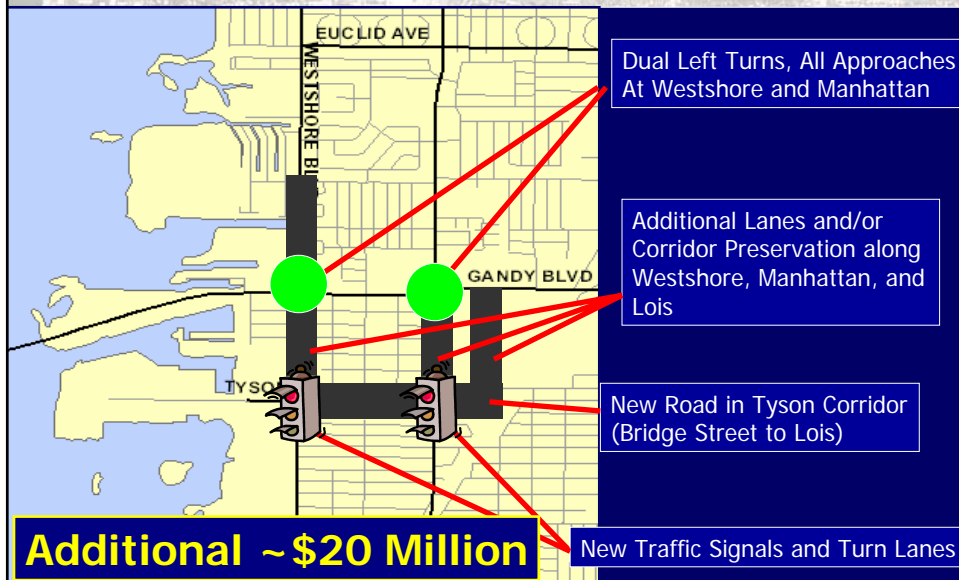 EUCLID AVE
WESTSHORE BL
Dual Left Turns, All Approaches
At Westshore and Manhattan
Additional Lanes and/or
Corridor Preservation along
Westshore, Manhattan, and
Lois
GANDY BLVD
TYSO
New Road in Tyson Corridor
(Bridge Street to Lois)
Additional ~$20 Million
New Traffic Signals and Turn Lanes